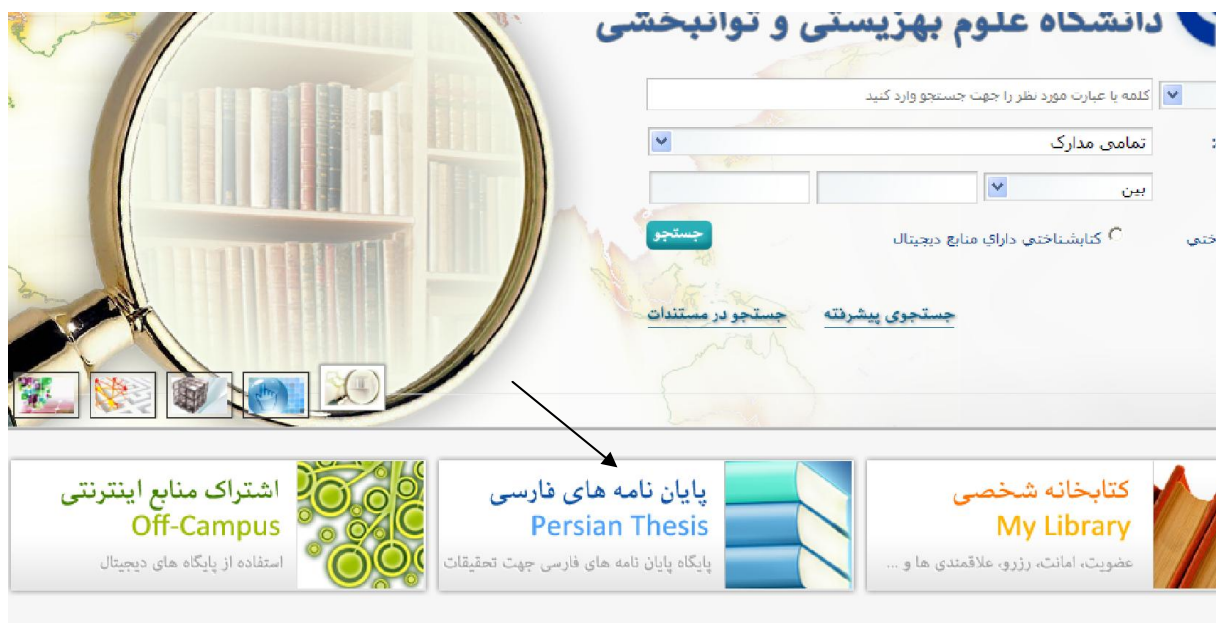 دانشگاه علوم بهزیستی و توانبخشی
کلمه یا عبارت مورد نظر را جهت جستجو وارد کنید
تمامی مدارک
بین
کتابشناختی دارای منابع دیجیتال
جستجو
جستجوی پیشرفته
جستجو در مستندات
کتابخانه شخصی
My Library
عضویت، امانت، رزرو، علاقمندی ها و ...
پایان نامه های فارسی
Persian Thesis
پایگاه پایان نامه های فارسی جهت تحقیقات
اشتراک منابع اینترنتی
Off-Campus
استفاده از پایگاه های دیجیتال